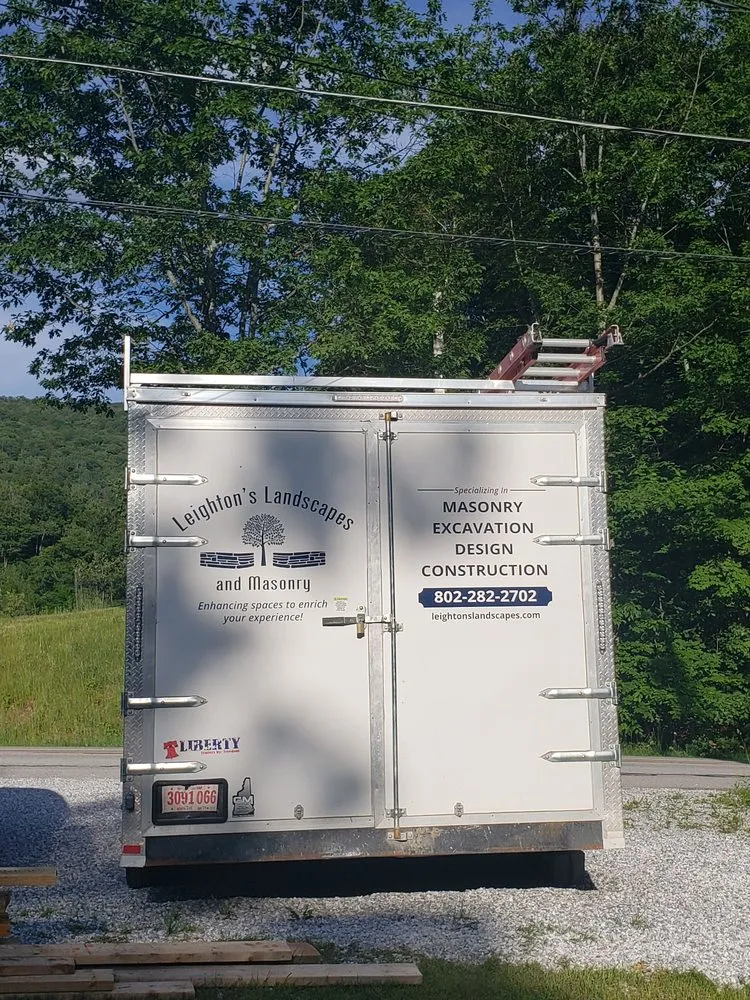 Leighton's Landscapes
and Masonry
Enhancing spaces to enrich
your experience!
Specializing In
MASONRY
EXCAVATION
DESIGN
CONSTRUCTION
802-282-2702
leightonslandscapes.com
LIBERTY
3091066